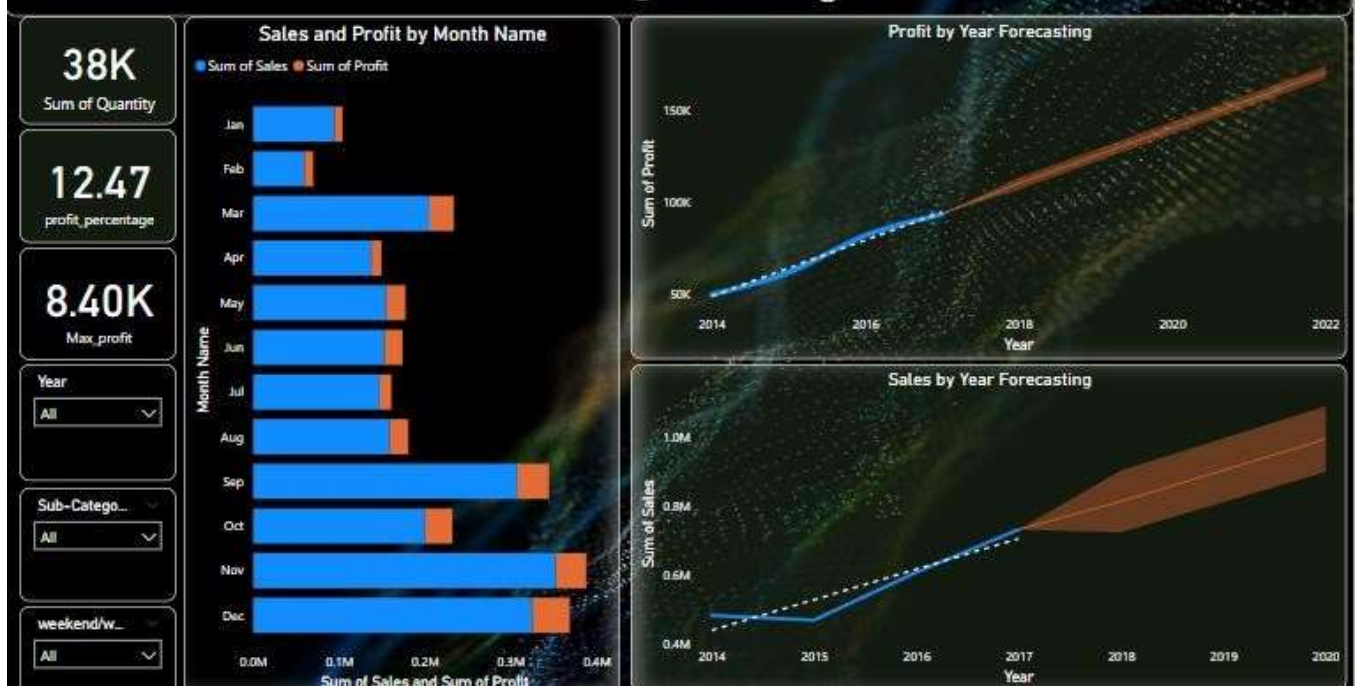 38K
Sum of Quantity
12.47
profit_percentage
8.40K
Max_profit
Year
All
Sub-Catego...
All
weekend/w...
All
Sales and Profit by Month Name
Sum of Sales Sum of Profit
Month Name
Jan
Feb
Mar
Apr
May
Jun
Jul
Aug
Sep
Oct
Nov
Dec
0.0M 0.1M 0.2M 0.3M 0.4M
Sum of Sales and Sum of Profit
Profit by Year Forecasting
Sum of Profit
150K
100K
50K
2014 2016 2018 2020 2022
Year
Sales by Year Forecasting
Sum of Sales
1.0M
0.8M
0.6M
0.4M
2014 2015 2016 2017 2018 2019 2020
Year